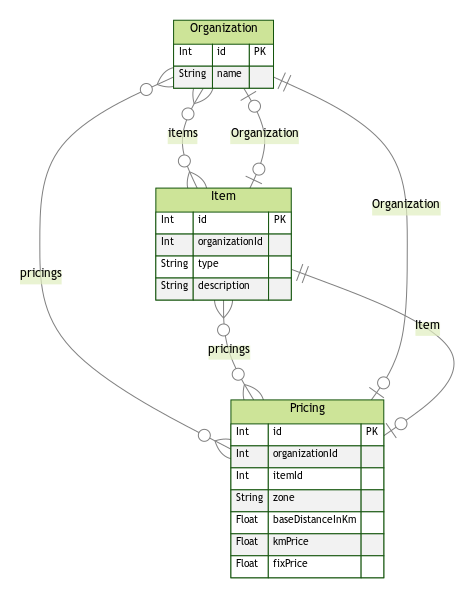 Organization
Int id PK
String name
items
Organization
Item
Int id PK
Int organizationId
String type
String description
Organization
pricings
Item
pricings
Pricing
Int id PK
Int organizationId
Int itemId
String zone
Float baseDistanceInKm
Float kmPrice
Float fixPrice